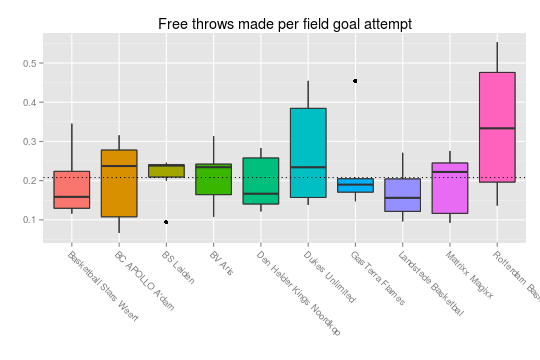 Free throws made per field goal attempt
0.5
0.4
0.3
0.2
0.1
Basketball Stars Weert
BC APOLLO A'dam
BS Leiden
BV Aris
Den Helder Kings Noordkop
Dukes Unlimited
GasTerra Flames
Landstede Basketbal
Matrixx Magixx
Rotterdam Bas